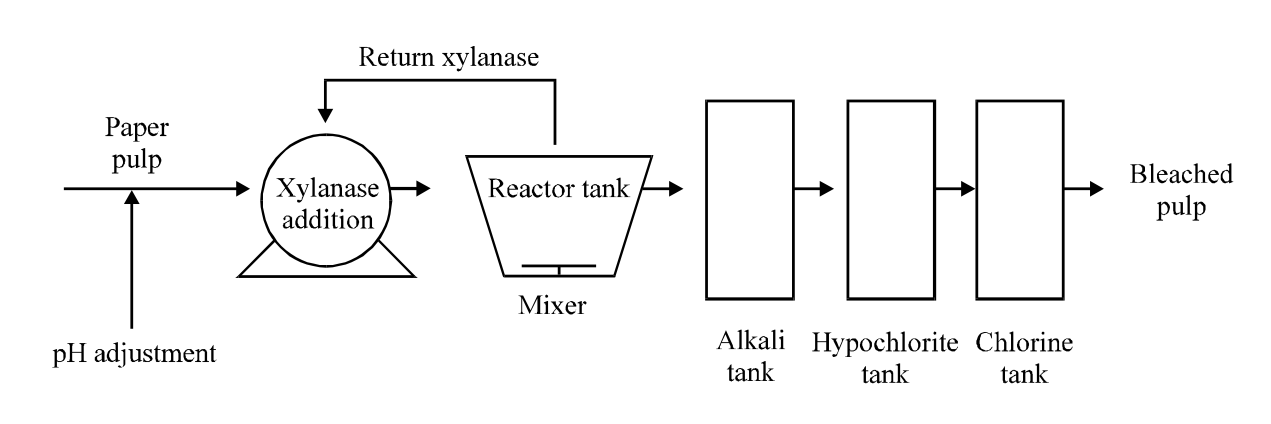 Return xylanase
Paper
pulp
Xylanase
addition
Reactor tank
Bleached
pulp
Mixer
pH adjustment
Alkali
tank
Hypochlorite
tank
Chlorine
tank